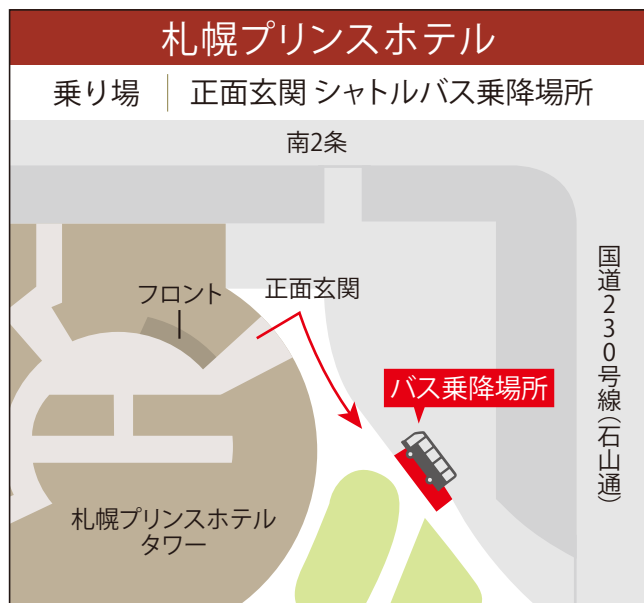 札幌プリンスホテル
乗り場 正面玄関 シャトルバス乗降場所
南2条
フロント
正面玄関
国道230号線(石山通)
バス乗降場所
札幌プリンスホテル
タワー